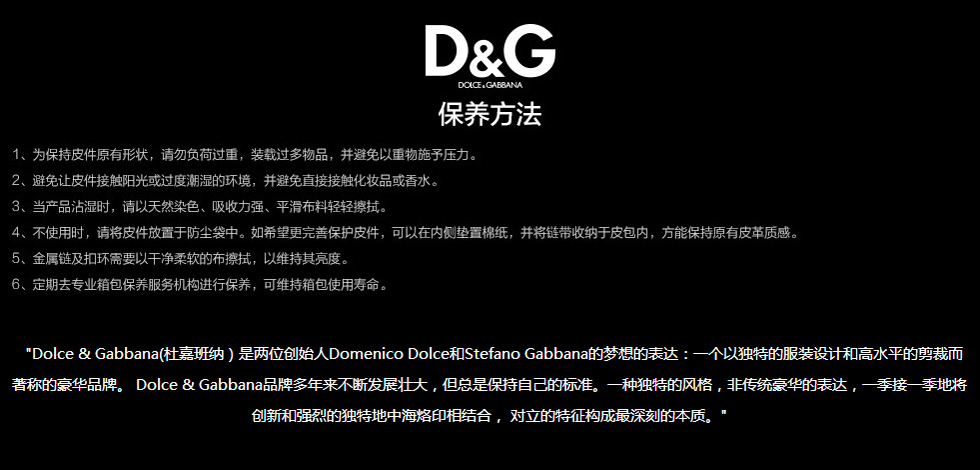 D&G
DOLCE & GABBANA
保养方法
1、为保持皮件原有形状，请勿负荷过重，装载过多物品，并避免以重物施予压力。
2、避免让皮件接触阳光或过度潮湿的环境，并避免直接接触化妆品或香水。
3、当产品沾湿时，请以天然染色、吸收力强、平滑布料轻轻擦拭。
4、不使用时，请将皮件放置于防尘袋中。如希望更完善保护皮件，可以在内侧垫置棉纸，并将链带收纳于皮包内，方能保持原有皮革质感。
5、金属链及扣环需要以干净柔软的布擦拭，以维持其亮度。
6、定期去专业箱包保养服务机构进行保养，可维持箱包使用寿命。
"Dolce & Gabbana(杜嘉班纳）是两位创始人Domenico Dolce和Stefano Gabbana的梦想的表达：一个以独特的服装设计和高水平的剪裁而
著称的豪华品牌。 Dolce & Gabbana品牌多年来不断发展壮大，但总是保持自己的标准。一种独特的风格，非传统豪华的表达，一季接一季地将
创新和强烈的独特地中海烙印相结合， 对立的特征构成最深刻的本质。"